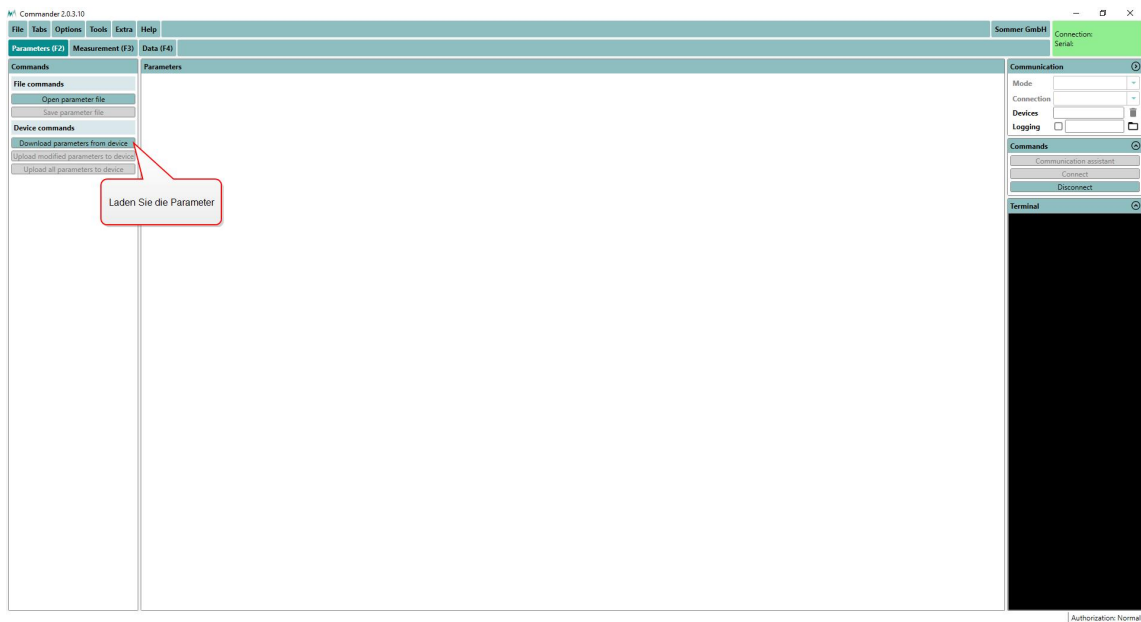 Commander 2.0.3.10
File Tabs Options Tools Extra Help
Sommer GmbH
Connection:
Serial:
Parameters (F2) Measurement (F3) Data (F4)
Commands
File commands
Open parameter file
Save parameter file
Device commands
Download parameters from device
Upload modified parameters to device
Upload all parameters to device
Laden Sie die Parameter
Parameters
Communication
Mode
Connection
Devices
Logging
Commands
Communication assistant
Connect
Disconnect
Terminal
Authorization: Normal